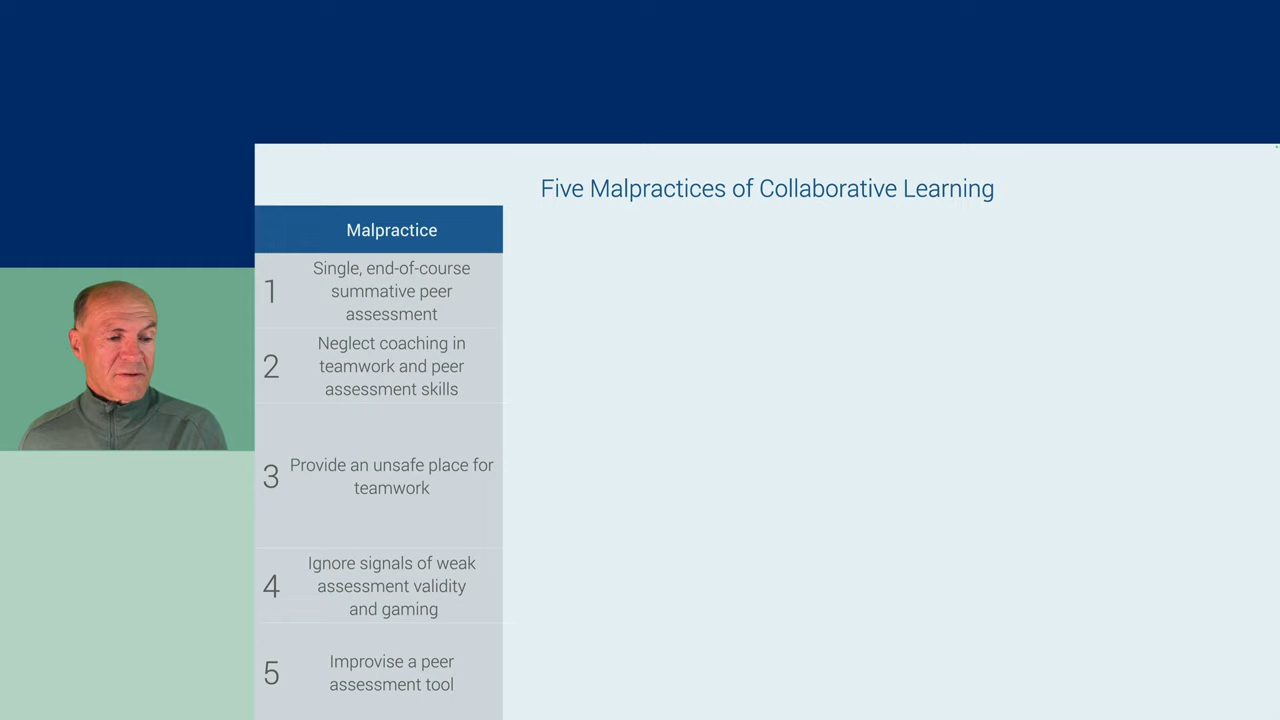 Five Malpractices of Collaborative Learning
Malpractice
1
Single, end-of-course
summative peer
assessment
2
Neglect coaching in
teamwork and peer
assessment skills
3
Provide an unsafe place for
teamwork
4
Ignore signals of weak
assessment validity
and gaming
5
Improvise a peer
assessment tool